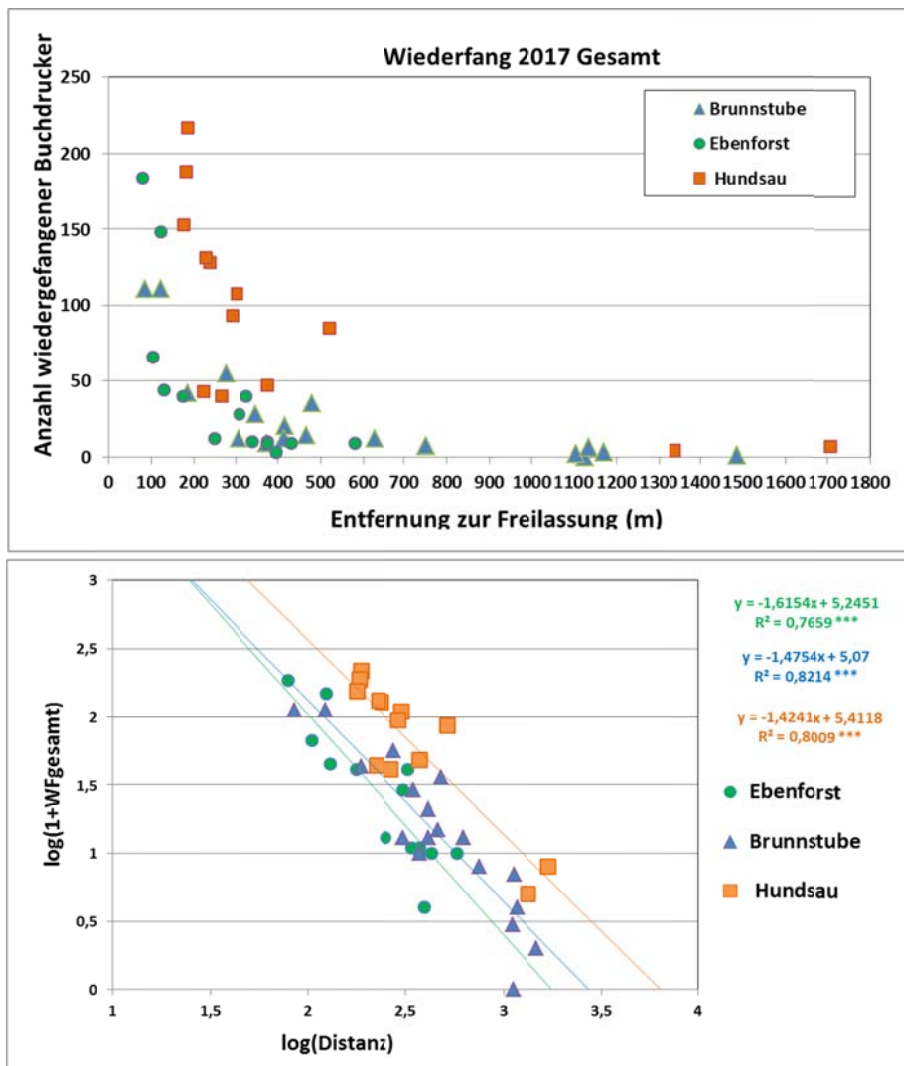 Wiederfang 2017 Gesamt
250
200
150
100
50
0
Anzahl wiedergefangener Buchdrucker
Brunnstube
Ebenforst
Hundsau
0 100 200 300 400 500 600 700 800 900 1000 1100 1200 1300 1400 1500 1600 1700 1800
Entfernung zur Freilassung (m)
3
2,5
2
1,5
1
0,5
0
log(1+WFgesamt)
1 1,5 2 2,5 3 3,5 4
log(Distanz)
y = -1,6154x + 5,2451
R² = 0,7659 ***
y = -1,4754x + 5,07
R² = 0,8214 ***
y = -1,4241x + 5,4118
R² = 0,8009 ***
Ebenforst
Brunnstube
Hundsau